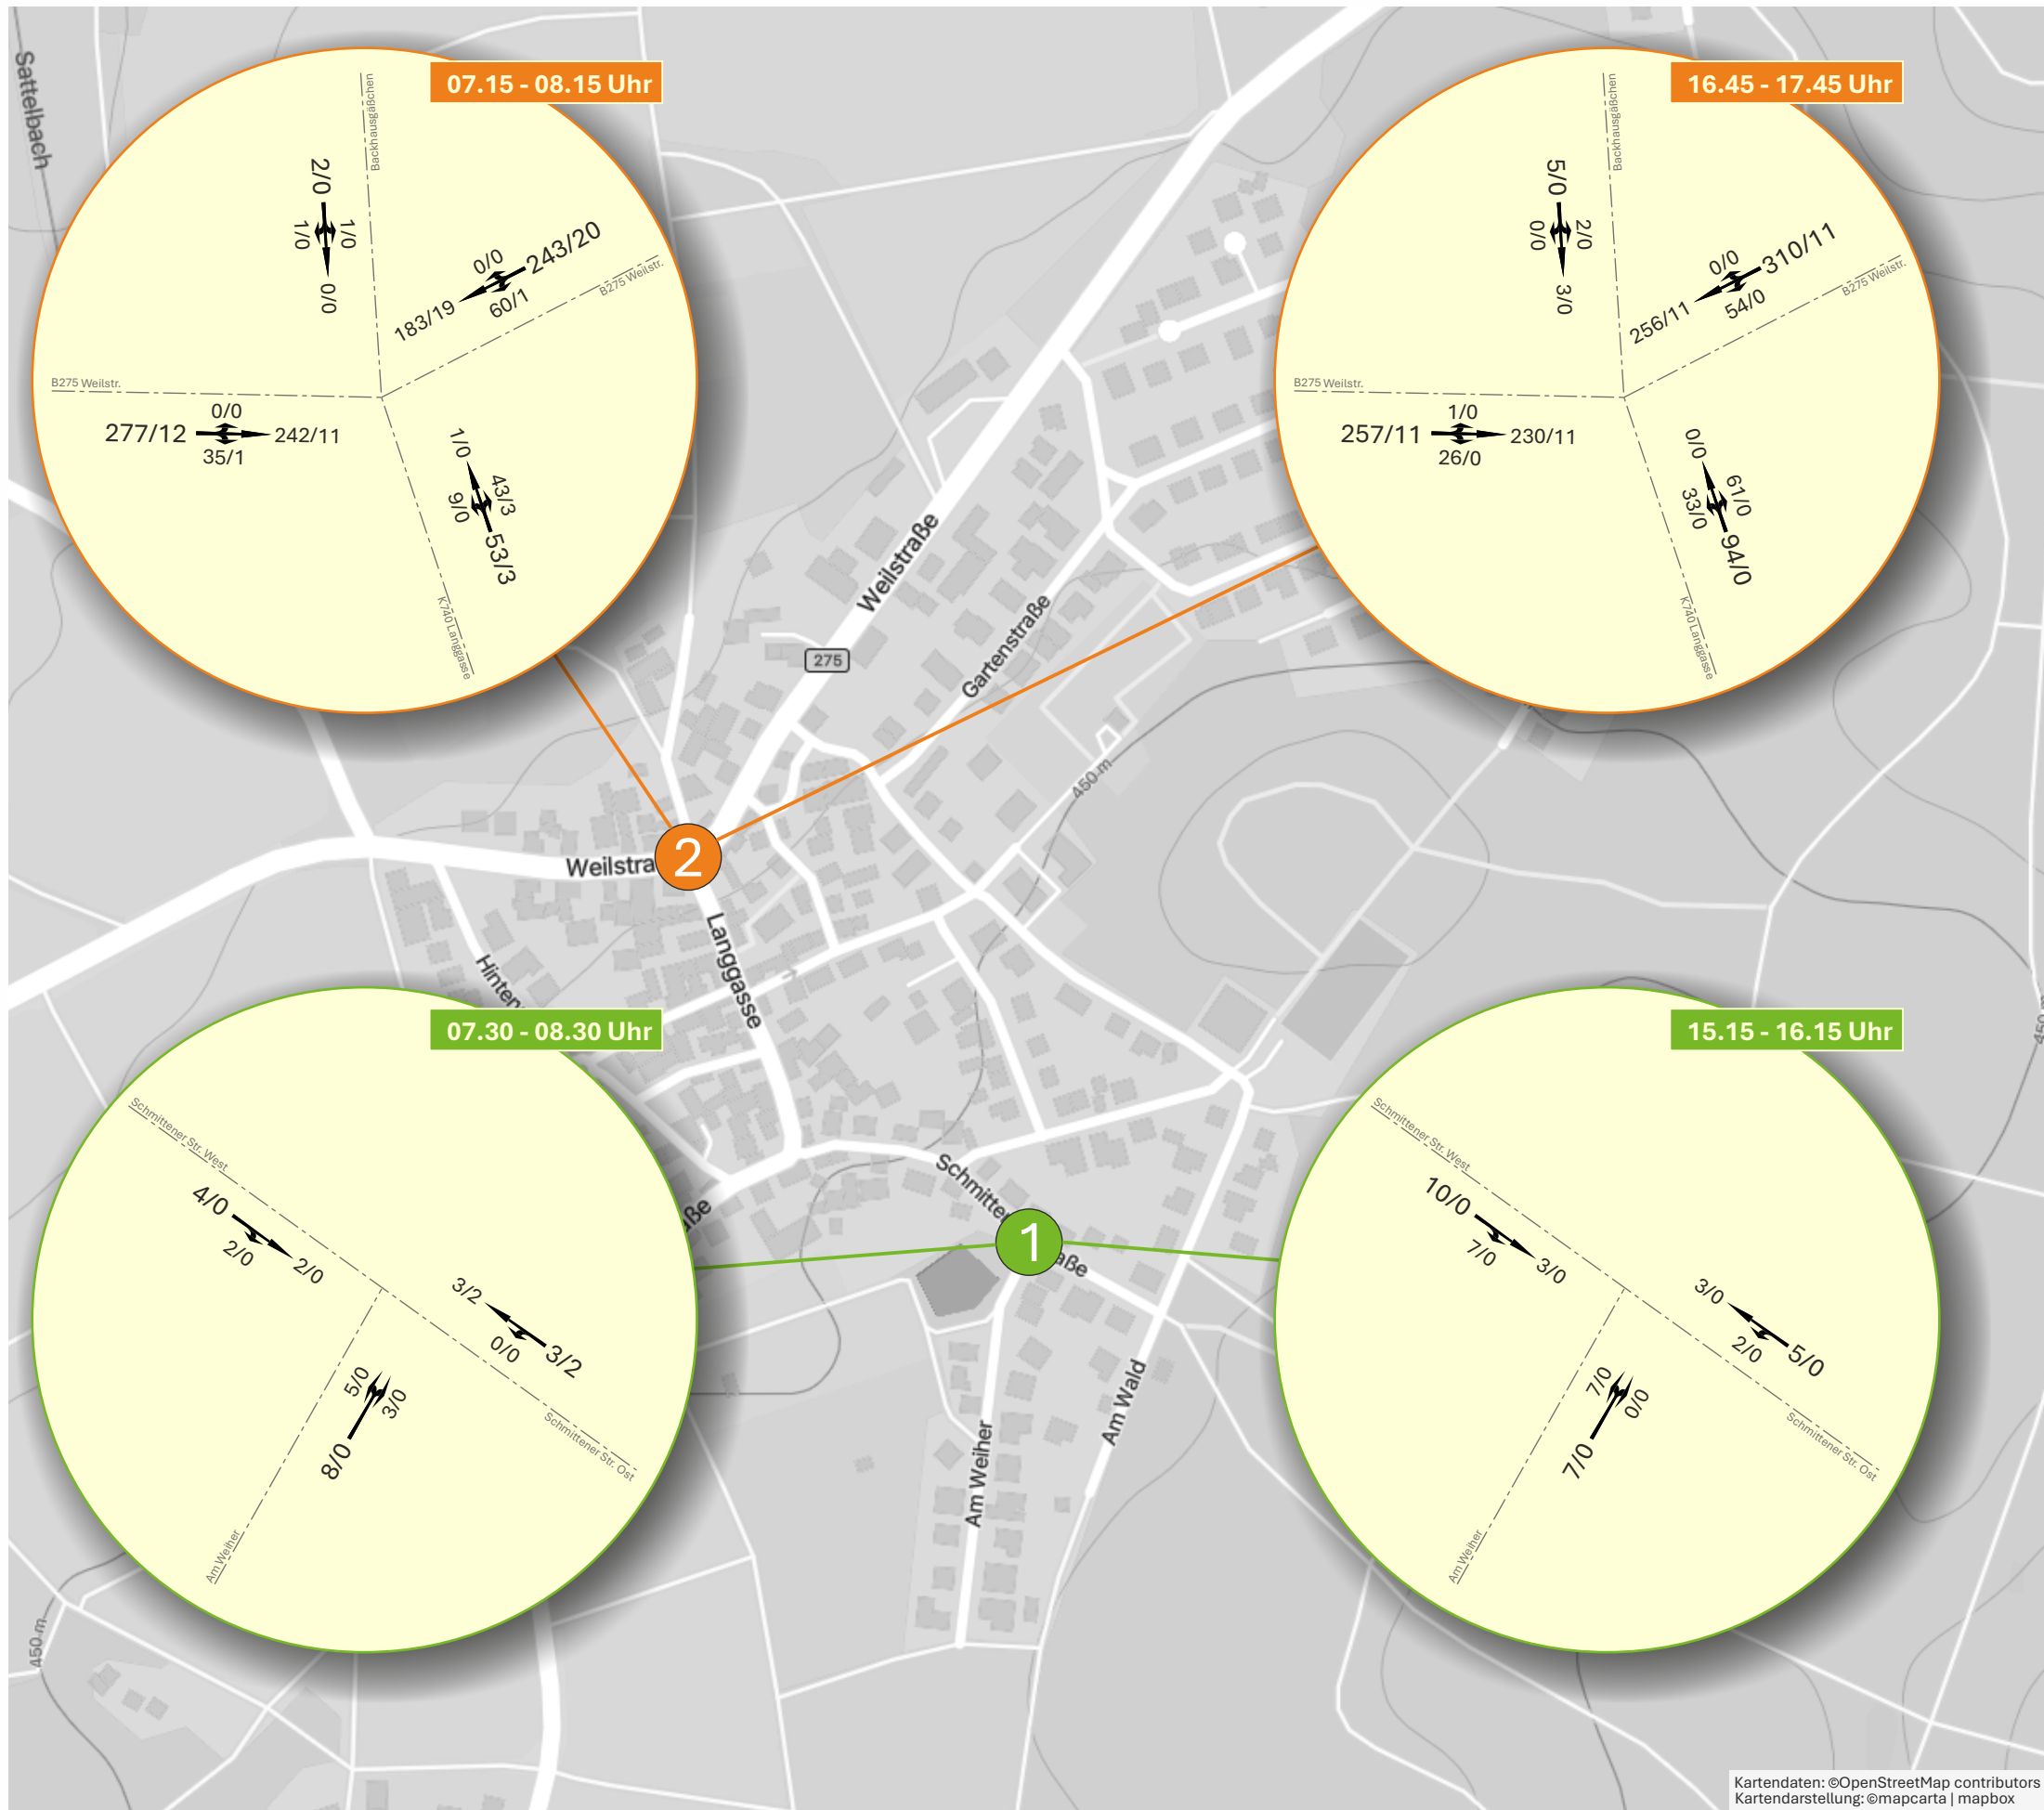 Sattelbach
07.15 - 08.15 Uhr
Backhausgäßchen
2/0
1/0
1/0
0/0
243/20
0/0
183/19
60/1
B275 Weilstr.
B275 Weilstr.
277/12
0/0
242/11
35/1
1/0
43/3
9/0
53/3
K740 Langgasse
16.45 - 17.45 Uhr
Backhausgäßchen
5/0
0/0
2/0
3/0
310/11
0/0
256/11
54/0
B275 Weilstr.
B275 Weilstr.
257/11
1/0
230/11
26/0
0/0
61/0
33/0
94/0
K740 Langgasse
Weilstraße
275
Gartenstraße
450 m
Weilstra
2
Langgasse
Hinten
07.30 - 08.30 Uhr
Schmittener Str. West
4/0
2/0
2/0
3/2
0/0
3/2
5/0
3/0
8/0
Schmittener Str. Ost
Am Weiher
15.15 - 16.15 Uhr
Schmittener Str. West
10/0
7/0
3/0
3/0
2/0
5/0
7/0
0/0
7/0
Schmittener Str. Ost
Am Weiher
Schmitte
1
aße
aße
Am Wald
Am Weiher
450 m
450 m
Kartendaten: ©OpenStreetMap contributors
Kartendarstellung: ©mapcarta | mapbox